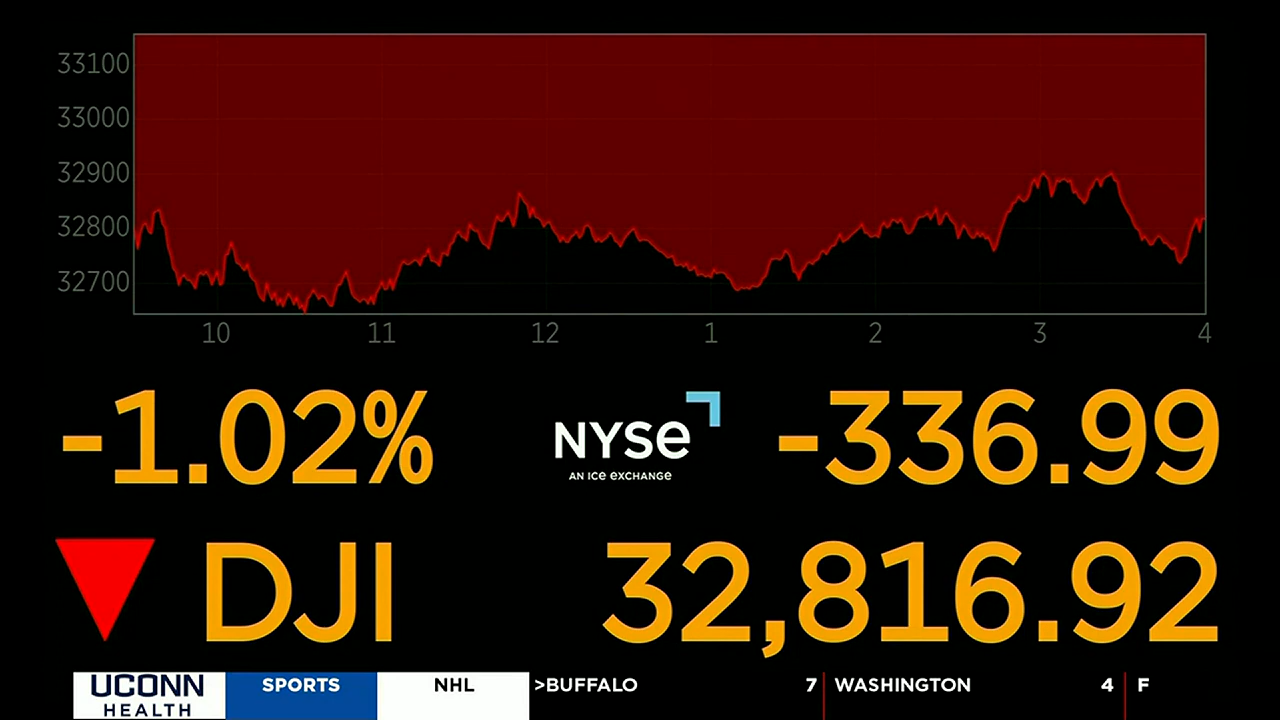 33100
33000
32900
32800
32700
10 11 12 1 2 3 4
-1.02% NYSE -336.99
AN ICE EXCHANGE
DJI 32,816.92
UCONN HEALTH SPORTS NHL >BUFFALO 7 WASHINGTON 4 F